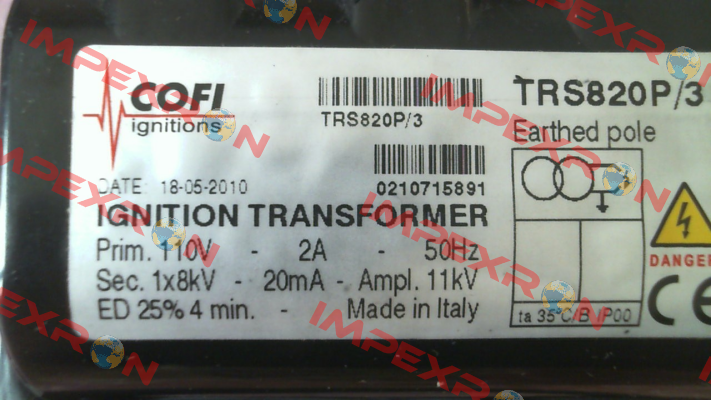 COFI
ignitions
TRS820P/3
TRS820P/3
Earthed pole
DATE: 18-05-2010
0210715891
IGNITION TRANSFORMER
Prim. 110V - 2A - 50Hz
Sec. 1x8kV - 20mA - Ampl. 11kV
ED 25% 4 min. - Made in Italy
DANGER
CE
ta 35°C/B IP00
IMPEXRON
IMPEXRON
IMPEXRON
IMPEXRON
IMPEXRON
IMPEXRON